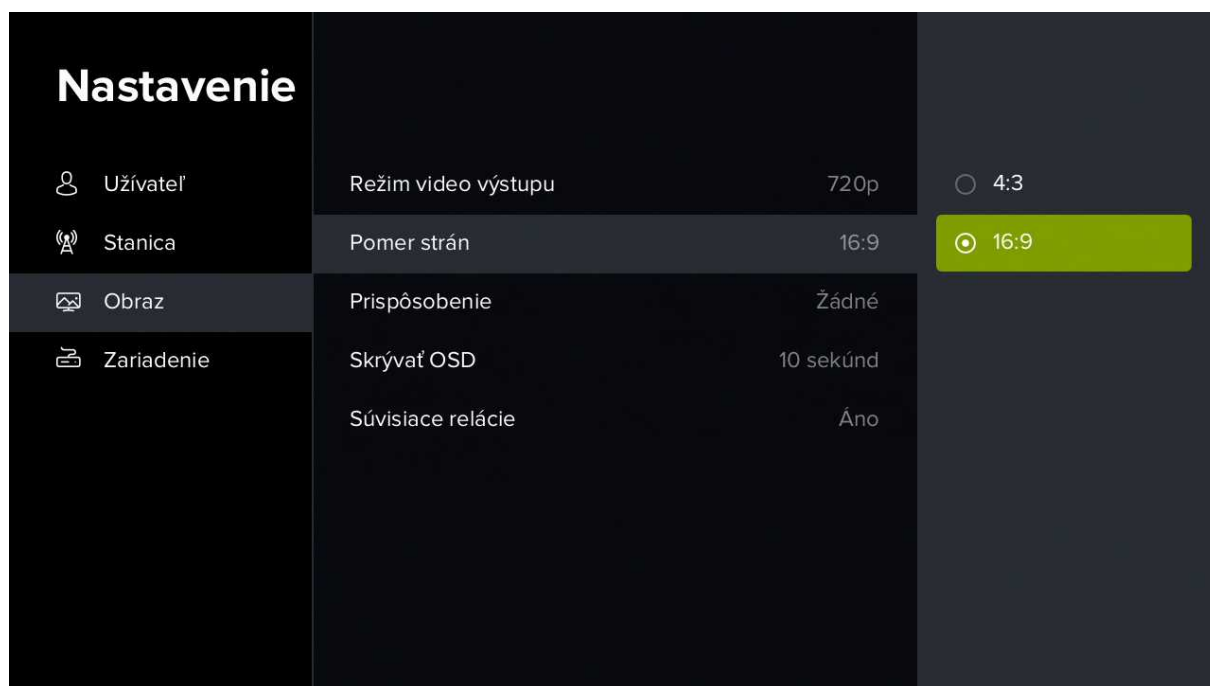 Nastavenie
Užívateľ
Stanica
Obraz
Zariadenie
Režim video výstupu 720p
Pomer strán 16:9
Prispôsobenie Žádné
Skrývať OSD 10 sekúnd
Súvisiace relácie Áno
4:3
16:9